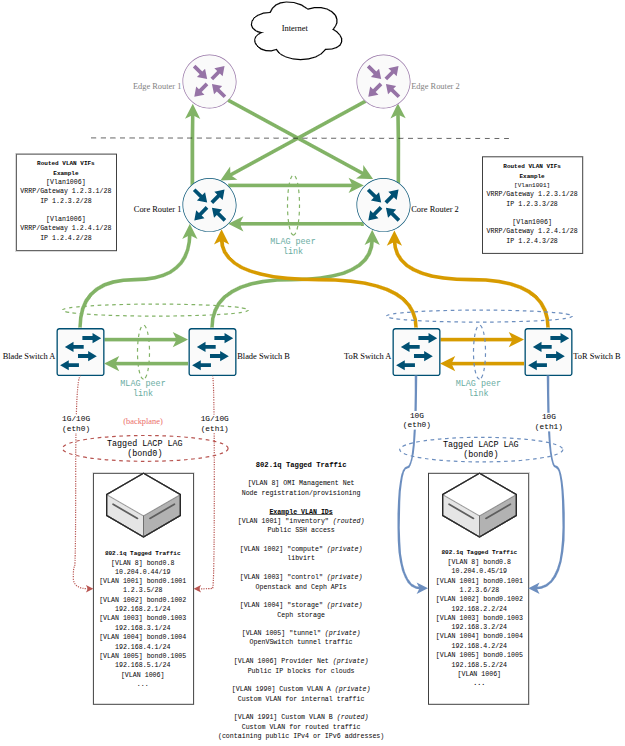 Internet
Edge Router 1
Edge Router 2
Routed VLAN VIFs
Example
[Vlan1006]
VRRP/Gateway 1.2.3.1/28
IP 1.2.3.2/28
[Vlan1006]
VRRP/Gateway 1.2.4.1/28
IP 1.2.4.2/28
Core Router 1
Core Router 2
MLAG peer
link
Routed VLAN VIFs
Example
[Vlan1001]
VRRP/Gateway 1.2.3.1/28
IP 1.2.3.3/28
[Vlan1006]
VRRP/Gateway 1.2.4.1/28
IP 1.2.4.3/28
Blade Switch A
Blade Switch B
MLAG peer
link
ToR Switch A
ToR Switch B
MLAG peer
link
1G/10G
(eth0)
(backplane)
1G/10G
(eth1)
Tagged LACP LAG
(bond0)
10G
(eth0)
10G
(eth1)
Tagged LACP LAG
(bond0)
802.1q Tagged Traffic
[VLAN 8] bond0.8
10.204.0.44/19
[VLAN 1001] bond0.1001
1.2.3.5/28
[VLAN 1002] bond0.1002
192.168.2.1/24
[VLAN 1003] bond0.1003
192.168.3.1/24
[VLAN 1004] bond0.1004
192.168.4.1/24
[VLAN 1005] bond0.1005
192.168.5.1/24
[VLAN 1006]
...
802.1q Tagged Traffic
[VLAN 8] OMI Management Net
Node registration/provisioning
Example VLAN IDs
[VLAN 1001] "inventory" (routed)
Public SSH access
[VLAN 1002] "compute" (private)
libvirt
[VLAN 1003] "control" (private)
Openstack and Ceph APIs
[VLAN 1004] "storage" (private)
Ceph storage
[VLAN 1005] "tunnel" (private)
OpenVSwitch tunnel traffic
[VLAN 1006] Provider Net (private)
Public IP blocks for clouds
[VLAN 1990] Custom VLAN A (private)
Custom VLAN for internal traffic
[VLAN 1991] Custom VLAN B (routed)
Custom VLAN for routed traffic
(containing public IPv4 or IPv6 addresses)
802.1q Tagged Traffic
[VLAN 8] bond0.8
10.204.0.45/19
[VLAN 1001] bond0.1001
1.2.3.6/28
[VLAN 1002] bond0.1002
192.168.2.2/24
[VLAN 1003] bond0.1003
192.168.3.2/24
[VLAN 1004] bond0.1004
192.168.4.2/24
[VLAN 1005] bond0.1005
192.168.5.2/24
[VLAN 1006]
...